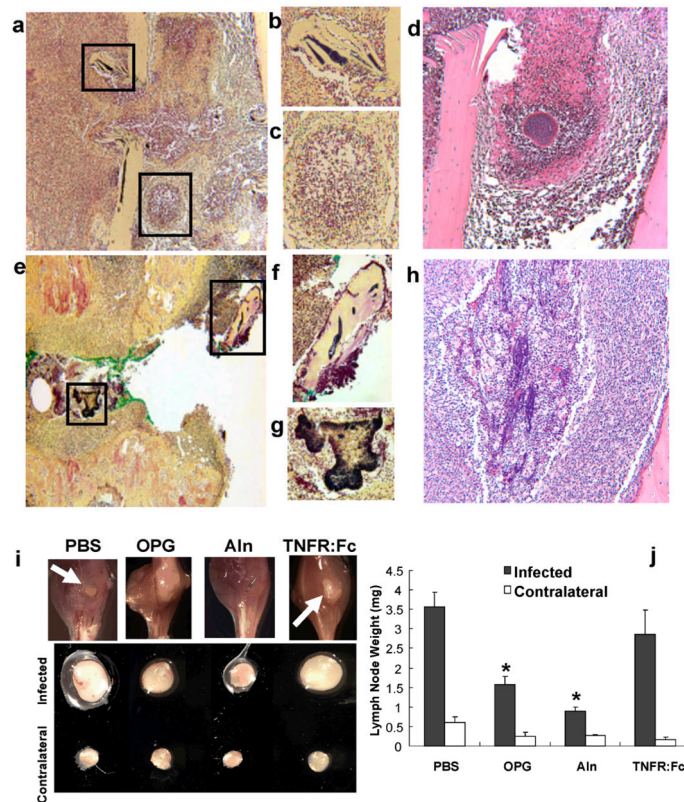 a
b
c
d
e
f
g
h
i
PBS OPG Aln TNFR:Fc
Infected
Contralateral
j
Infected
Contralateral
Lymph Node Weight (mg)
4.5
4
3.5
3
2.5
2
1.5
1
0.5
0
* *
PBS OPG Aln TNFR:Fc